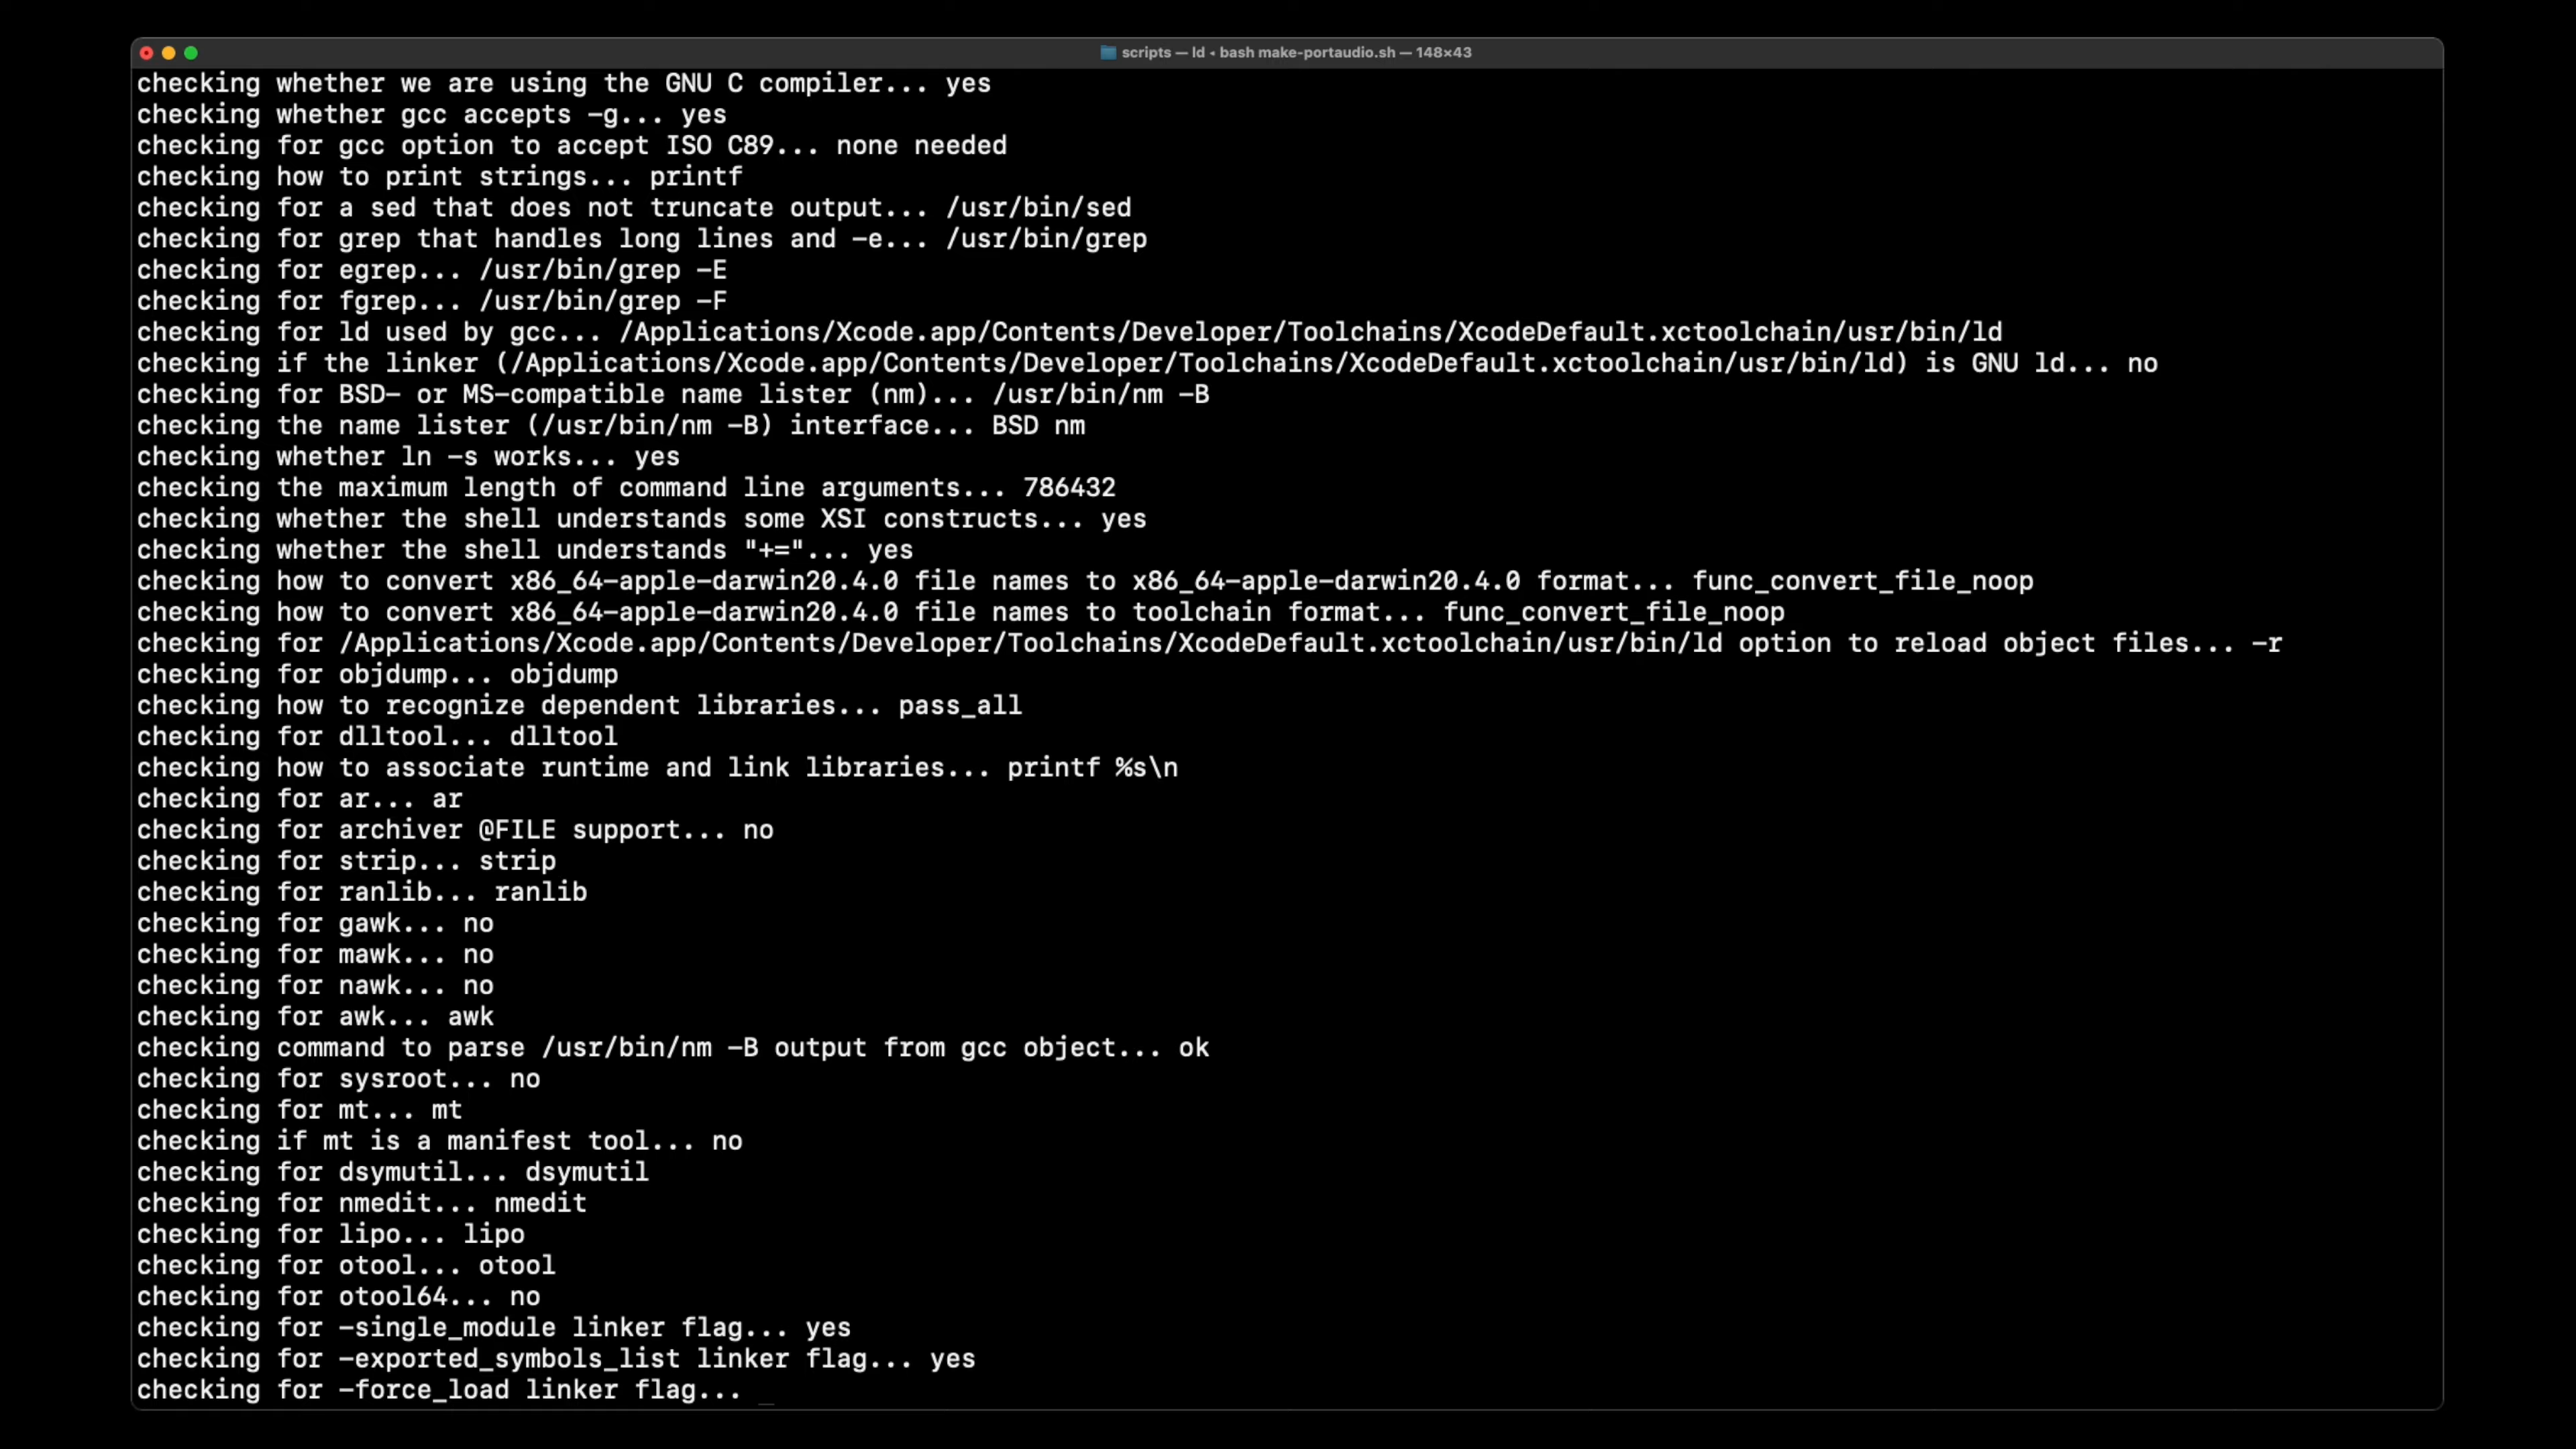 scripts — ld ◂ bash make-portaudio.sh — 148×43
checking whether we are using the GNU C compiler... yes
checking whether gcc accepts -g... yes
checking for gcc option to accept ISO C89... none needed
checking how to print strings... printf
checking for a sed that does not truncate output... /usr/bin/sed
checking for grep that handles long lines and -e... /usr/bin/grep
checking for egrep... /usr/bin/grep -E
checking for fgrep... /usr/bin/grep -F
checking for ld used by gcc... /Applications/Xcode.app/Contents/Developer/Toolchains/XcodeDefault.xctoolchain/usr/bin/ld
checking if the linker (/Applications/Xcode.app/Contents/Developer/Toolchains/XcodeDefault.xctoolchain/usr/bin/ld) is GNU ld... no
checking for BSD- or MS-compatible name lister (nm)... /usr/bin/nm -B
checking the name lister (/usr/bin/nm -B) interface... BSD nm
checking whether ln -s works... yes
checking the maximum length of command line arguments... 786432
checking whether the shell understands some XSI constructs... yes
checking whether the shell understands "+="... yes
checking how to convert x86_64-apple-darwin20.4.0 file names to x86_64-apple-darwin20.4.0 format... func_convert_file_noop
checking how to convert x86_64-apple-darwin20.4.0 file names to toolchain format... func_convert_file_noop
checking for /Applications/Xcode.app/Contents/Developer/Toolchains/XcodeDefault.xctoolchain/usr/bin/ld option to reload object files... -r
checking for objdump... objdump
checking how to recognize dependent libraries... pass_all
checking for dlltool... dlltool
checking how to associate runtime and link libraries... printf %s\n
checking for ar... ar
checking for archiver @FILE support... no
checking for strip... strip
checking for ranlib... ranlib
checking for gawk... no
checking for mawk... no
checking for nawk... no
checking for awk... awk
checking command to parse /usr/bin/nm -B output from gcc object... ok
checking for sysroot... no
checking for mt... mt
checking if mt is a manifest tool... no
checking for dsymutil... dsymutil
checking for nmedit... nmedit
checking for lipo... lipo
checking for otool... otool
checking for otool64... no
checking for -single_module linker flag... yes
checking for -exported_symbols_list linker flag... yes
checking for -force_load linker flag... _